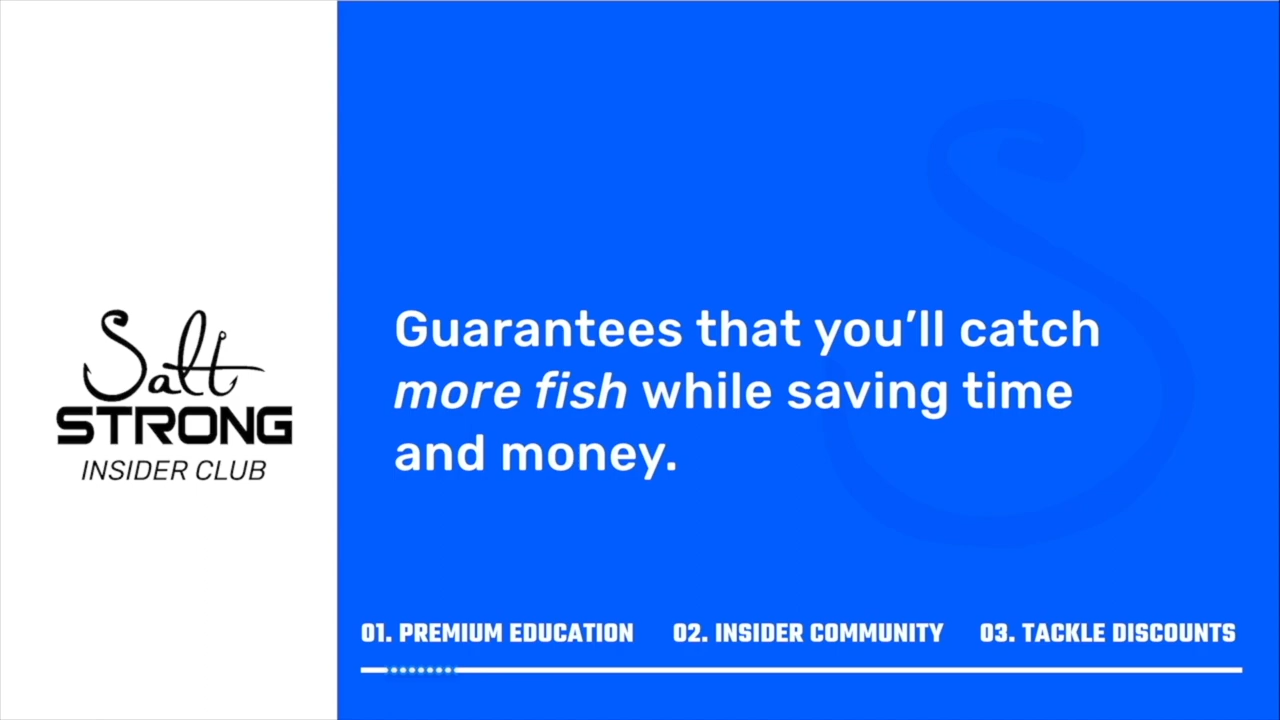 Salt
STRONG
INSIDER CLUB
Guarantees that you’ll catch
more fish while saving time
and money.
01. PREMIUM EDUCATION 02. INSIDER COMMUNITY 03. TACKLE DISCOUNTS